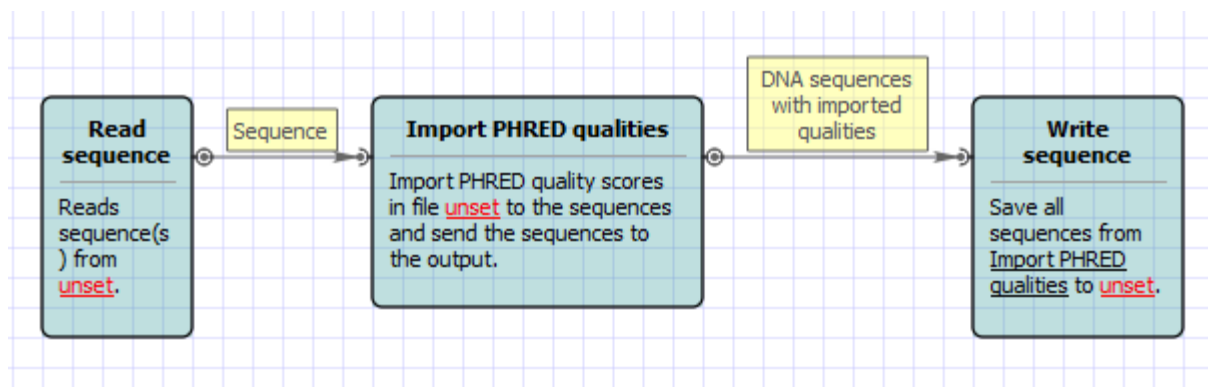 Read
sequence
Reads
sequence(s
) from
unset.
Sequence
Import PHRED qualities
Import PHRED quality scores
in file unset to the sequences
and send the sequences to
the output.
DNA sequences
with imported
qualities
Write
sequence
Save all
sequences from
Import PHRED
qualities to unset.